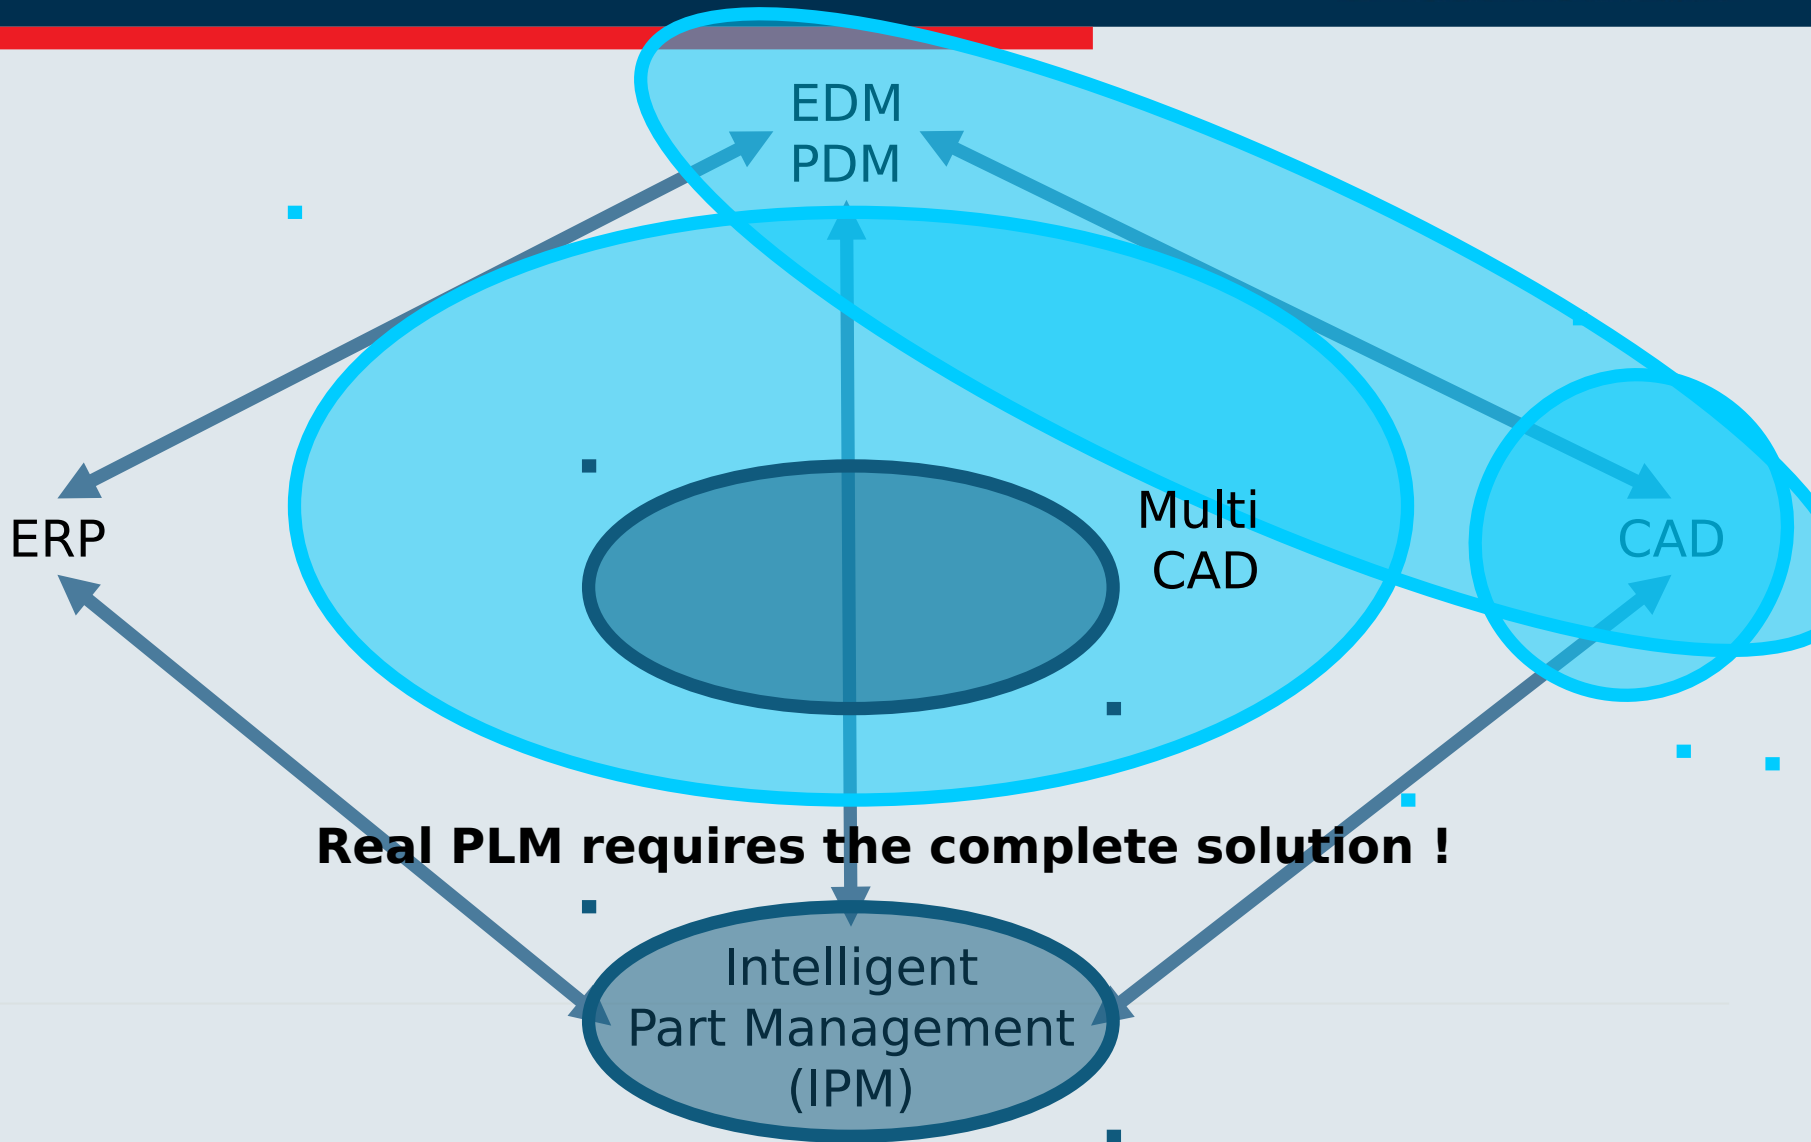 EDM
PDM
ERP
Multi
CAD
CAD
Real PLM requires the complete solution !
Intelligent
Part Management
(IPM)